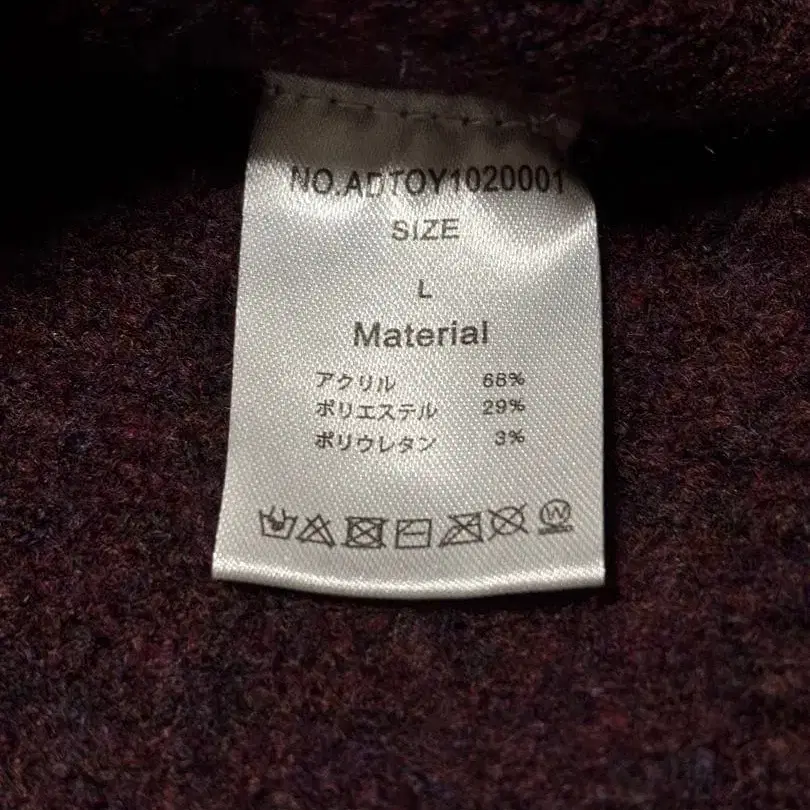 NO.ADTOY1020001
SIZE
L
Material
アクリル 68%
ポリエステル 29%
ポリウレタン 3%
W